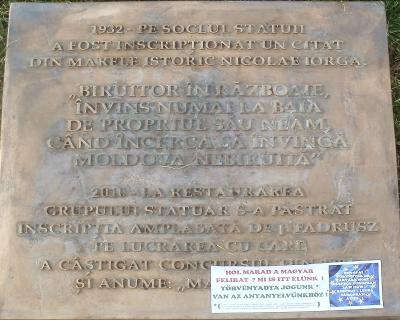 1932 - PE SOCLUL STATUII
A FOST INSCRIPȚIONAT UN CITAT
DIN MARELE ISTORIC NICOLAE IORGA:
„BIRUITOR ÎN RĂZBOAIE,
ÎNVINS NUMAI LA BAIA
DE PROPRIUL SĂU NEAM,
CÂND ÎNCERCA SĂ ÎNVINGĂ
MOLDOVA NEBIRUITĂ"
2010 - LA RESTAURAREA
GRUPULUI STATUAR S-A PĂSTRAT
INSCRIPȚIA AMPLASATĂ DE J. FADRUSZ
PE LUCRAREA CU CARE
A CÂȘTIGAT CONCURSUL
ȘI ANUME:
HOL MARAD A MAGYAR
FELIRAT ? MI IS ITT ÉLÜNK !
TÖRVÉNYADTA JOGUNK *
VAN AZ ANYANYELVÜNKHÖZ !